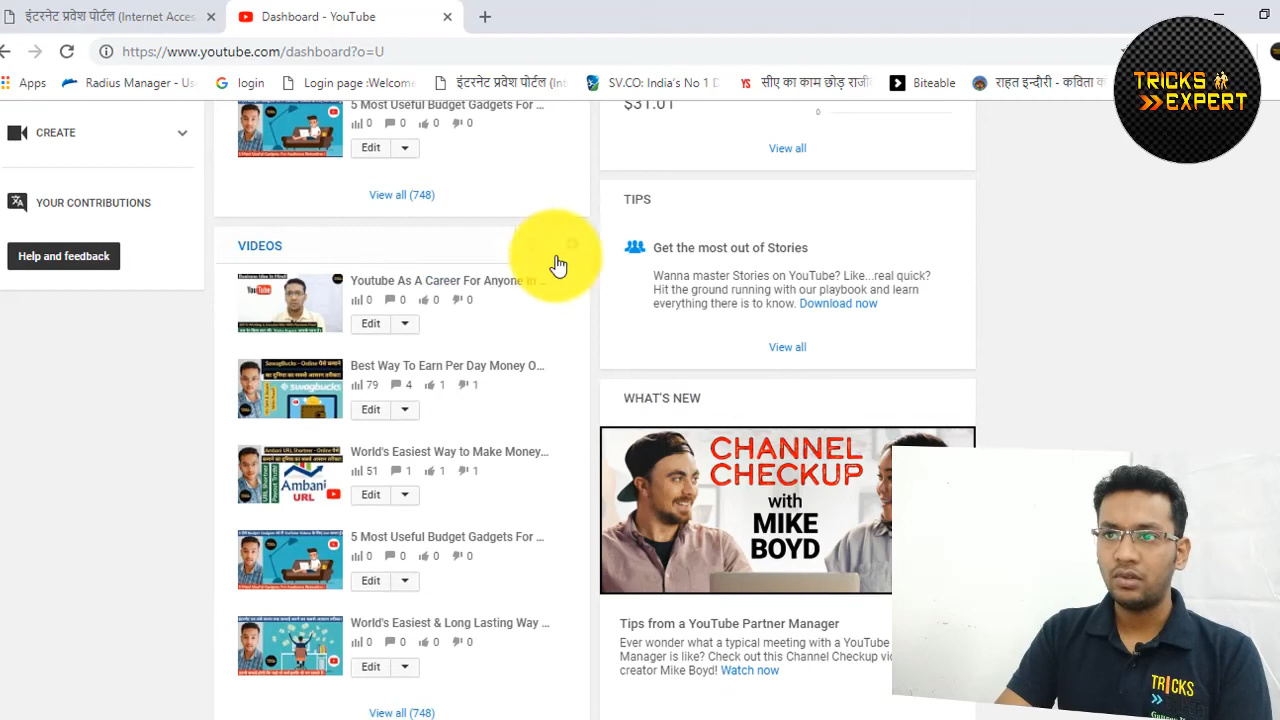 इंटरनेट प्रवेश पोर्टल (Internet Acces
Dashboard - YouTube
https://www.youtube.com/dashboard?o=U
Apps
Radius Manager - Us
login
Login page :Welcome
इंटरनेट प्रवेश पोर्टल (Int
SV.CO: India's No 1 D
YS
सीए का काम छोड़ राजी
Biteable
राहत इन्दौरी - कविता क
TRICKS
EXPERT
CREATE
YOUR CONTRIBUTIONS
Help and feedback
5 Most Useful Budget Gadgets For ...
0 0 0 0
Edit
View all (748)
VIDEOS
Youtube As A Career For Anyone In ...
0 0 0 0
Edit
Best Way To Earn Per Day Money O...
79 4 1 1
Edit
World's Easiest Way to Make Money...
51 1 1 1
Edit
5 Most Useful Budget Gadgets For ...
0 0 0 0
Edit
World's Easiest & Long Lasting Way ...
0 0 0 0
Edit
View all (748)
You Tube
swagbucks
Ambani
URL
$31.01
0
View all
TIPS
Get the most out of Stories
Wanna master Stories on YouTube? Like...real quick?
Hit the ground running with our playbook and learn
everything there is to know. Download now
View all
WHAT'S NEW
CHANNEL
CHECKUP
with
MIKE
BOYD
Tips from a YouTube Partner Manager
Ever wonder what a typical meeting with a YouTube
Manager is like? Check out this Channel Checkup vi
creator Mike Boyd! Watch now
TRICKS